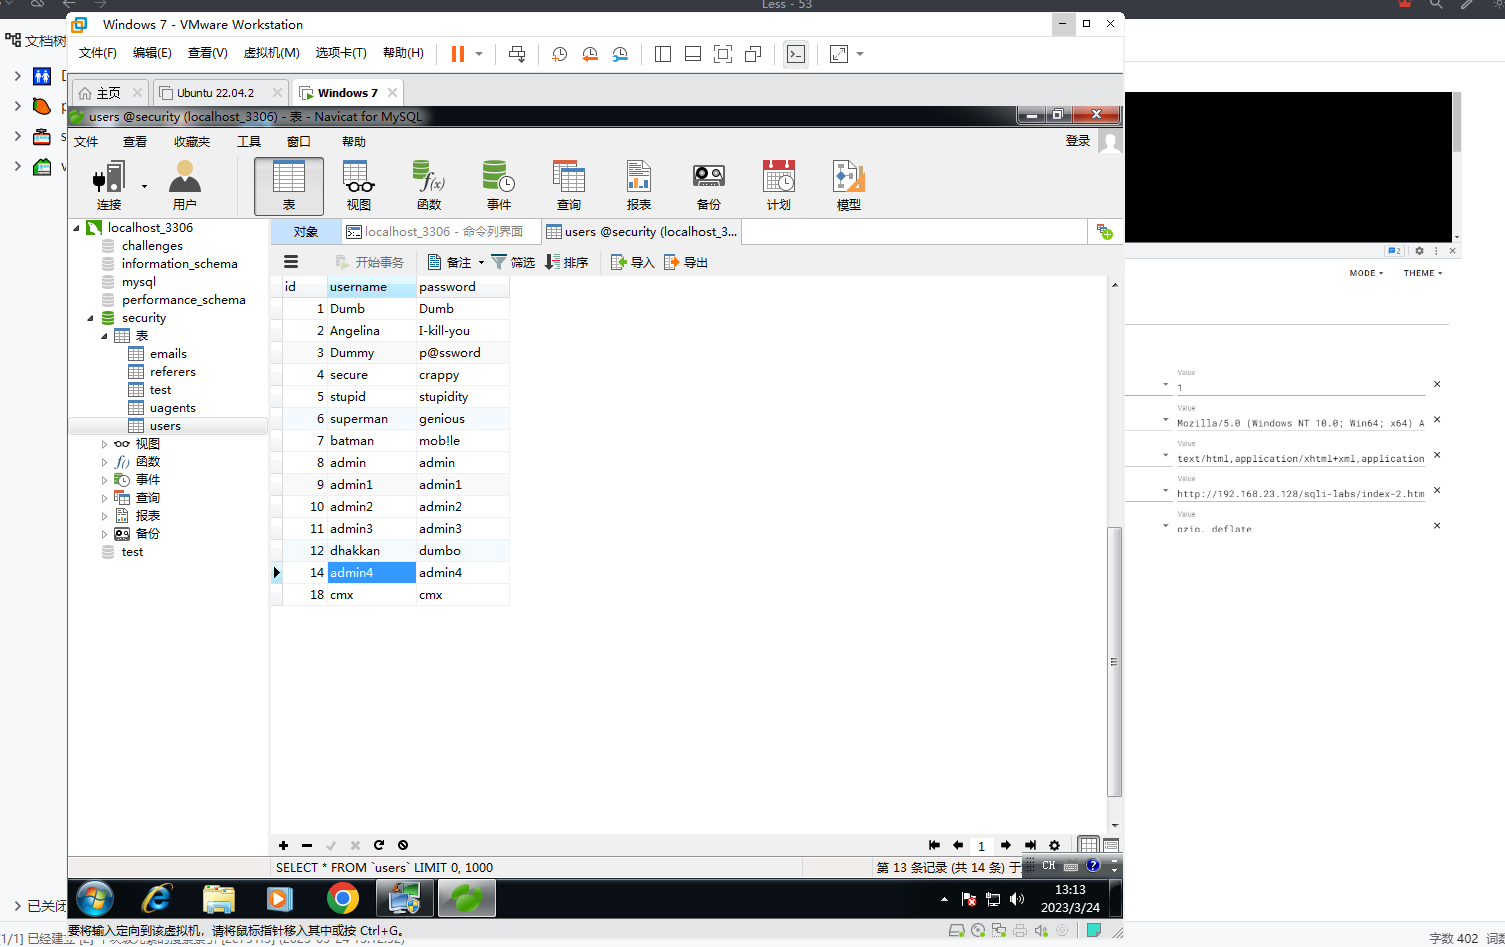 Less - 53
文档树
Windows 7 - VMware Workstation
文件(F) 编辑(E) 查看(V) 虚拟机(M) 选项卡(T) 帮助(H)
主页 Ubuntu 22.04.2 Windows 7
users @security (localhost_3306) - 表 - Navicat for MySQL
文件 查看 收藏夹 工具 窗口 帮助 登录
连接 用户 表 视图 函数 事件 查询 报表 备份 计划 模型
localhost_3306
challenges
information_schema
mysql
performance_schema
security
表
emails
referers
test
uagents
users
视图
函数
事件
查询
报表
备份
test
对象 localhost_3306 - 命令列界面 users @security (localhost_3...
开始事务 备注 筛选 排序 导入 导出
id username password
1 Dumb Dumb
2 Angelina I-kill-you
3 Dummy p@ssword
4 secure crappy
5 stupid stupidity
6 superman genious
7 batman mob!le
8 admin admin
9 admin1 admin1
10 admin2 admin2
11 admin3 admin3
12 dhakkan dumbo
14 admin4 admin4
18 cmx cmx
1
SELECT * FROM `users` LIMIT 0, 1000
第 13 条记录 (共 14 条) 于
CH
13:13
2023/3/24
要将输入定向到该虚拟机，请将鼠标指针移入其中或按 Ctrl+G。
已关闭
2
MODE THEME
Value
1
Value
Mozilla/5.0 (Windows NT 10.0; Win64; x64) A
Value
text/html,application/xhtml+xml,application
Value
http://192.168.23.128/sqli-labs/index-2.htm
Value
gzip, deflate
字数 402